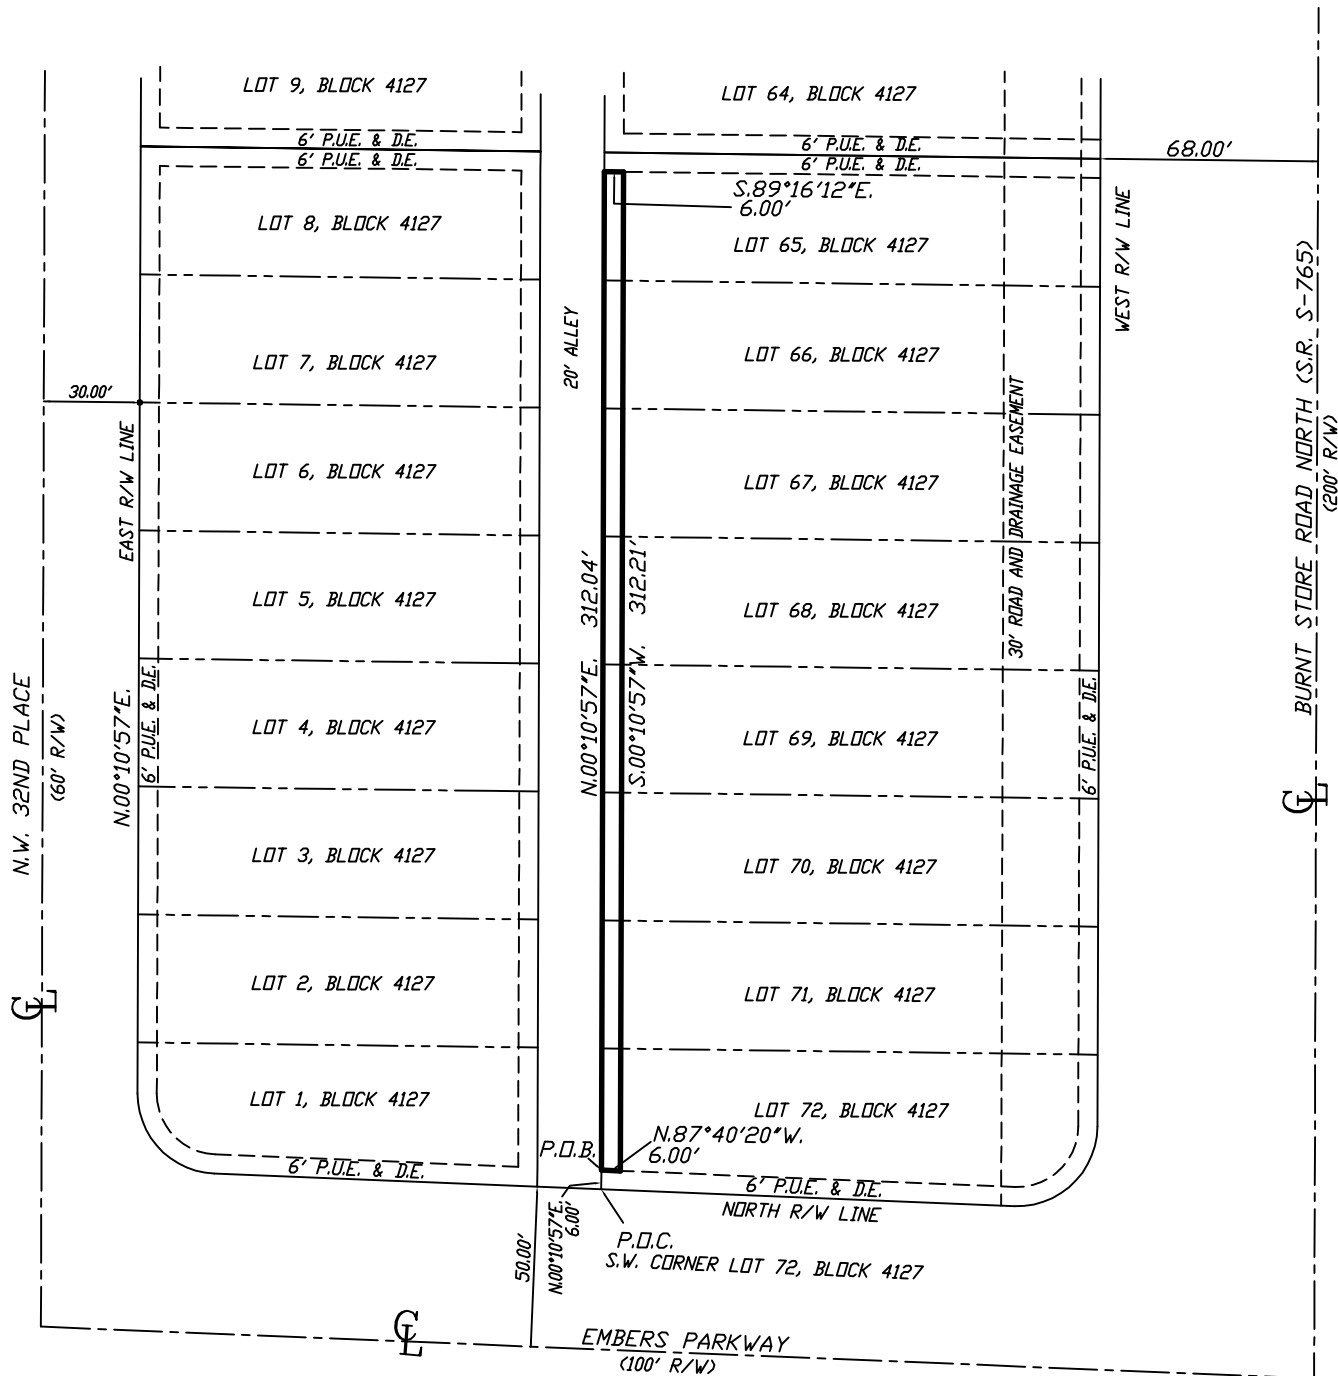 LOT 9, BLOCK 4127
LOT 64, BLOCK 4127
6' P.U.E. & D.E.
6' P.U.E. & D.E.
6' P.U.E. & D.E.
6' P.U.E. & D.E.
68.00'
S.89°16'12"E.
6.00'
LOT 8, BLOCK 4127
LOT 65, BLOCK 4127
WEST R/W LINE
BURNT STORE ROAD NORTH (S.R. S-765)
(200' R/W)
20' ALLEY
LOT 7, BLOCK 4127
LOT 66, BLOCK 4127
30.00'
EAST R/W LINE
30' ROAD AND DRAINAGE EASEMENT
LOT 6, BLOCK 4127
LOT 67, BLOCK 4127
N.00°10'57"E. 312.04'
S.00°10'57"W. 312.21'
LOT 5, BLOCK 4127
LOT 68, BLOCK 4127
N.W. 32ND PLACE
(60' R/W)
N.00°10'57"E.
6' P.U.E. & D.E.
LOT 4, BLOCK 4127
LOT 69, BLOCK 4127
6' P.U.E. & D.E.
CL
LOT 3, BLOCK 4127
LOT 70, BLOCK 4127
LOT 2, BLOCK 4127
LOT 71, BLOCK 4127
CL
LOT 1, BLOCK 4127
LOT 72, BLOCK 4127
N.87°40'20"W.
6.00'
P.O.B.
6' P.U.E. & D.E.
6' P.U.E. & D.E.
NORTH R/W LINE
N.00°10'57"E.
6.00'
50.00'
P.O.C.
S.W. CORNER LOT 72, BLOCK 4127
CL
EMBERS PARKWAY
(100' R/W)